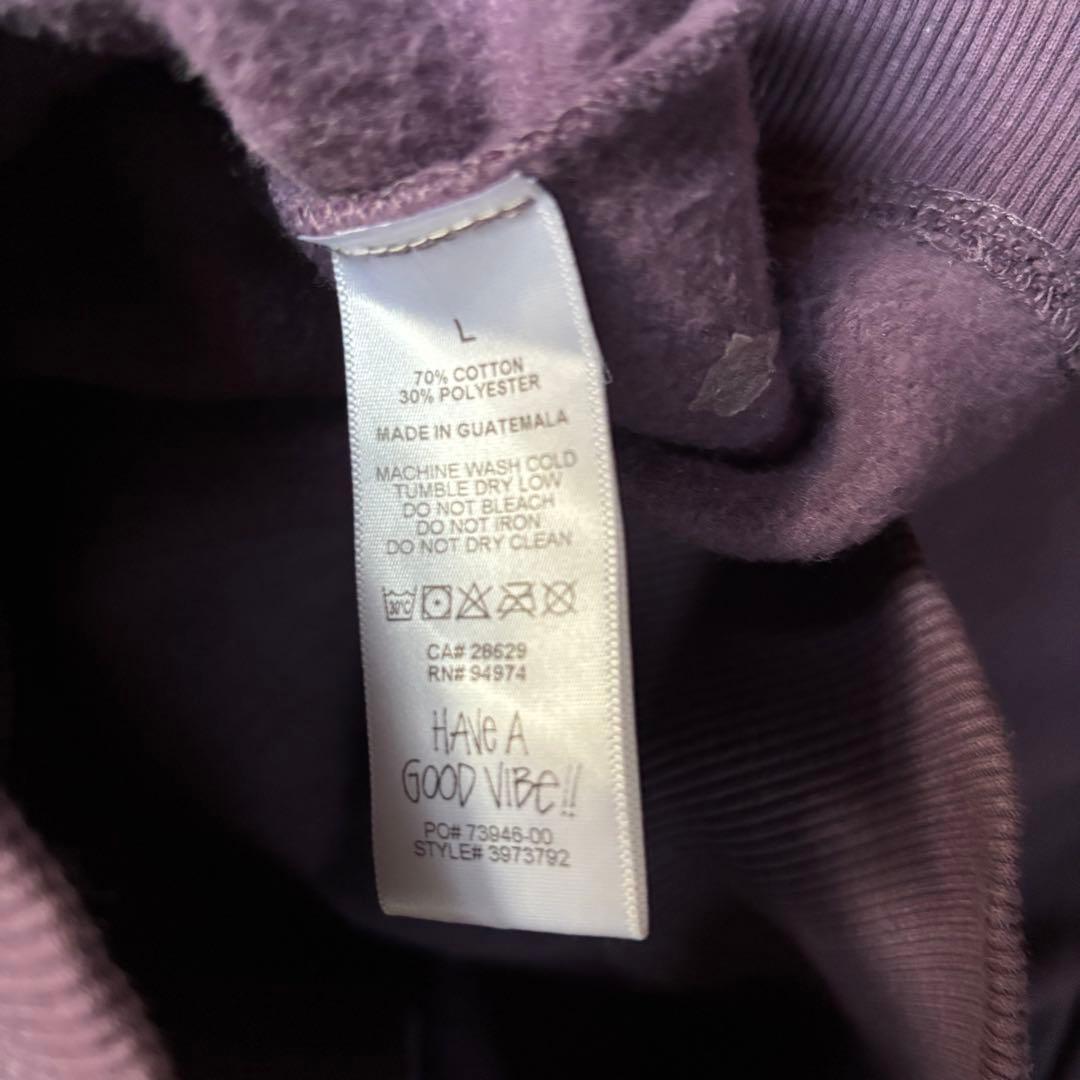 L
70% COTTON
30% POLYESTER
MADE IN GUATEMALA
MACHINE WASH COLD
TUMBLE DRY LOW
DO NOT BLEACH
DO NOT IRON
DO NOT DRY CLEAN
30°C
CA# 28629
RN# 94974
HAVe A
GOOD VIBe!!
PO# 73946-00
STYLE# 3973792